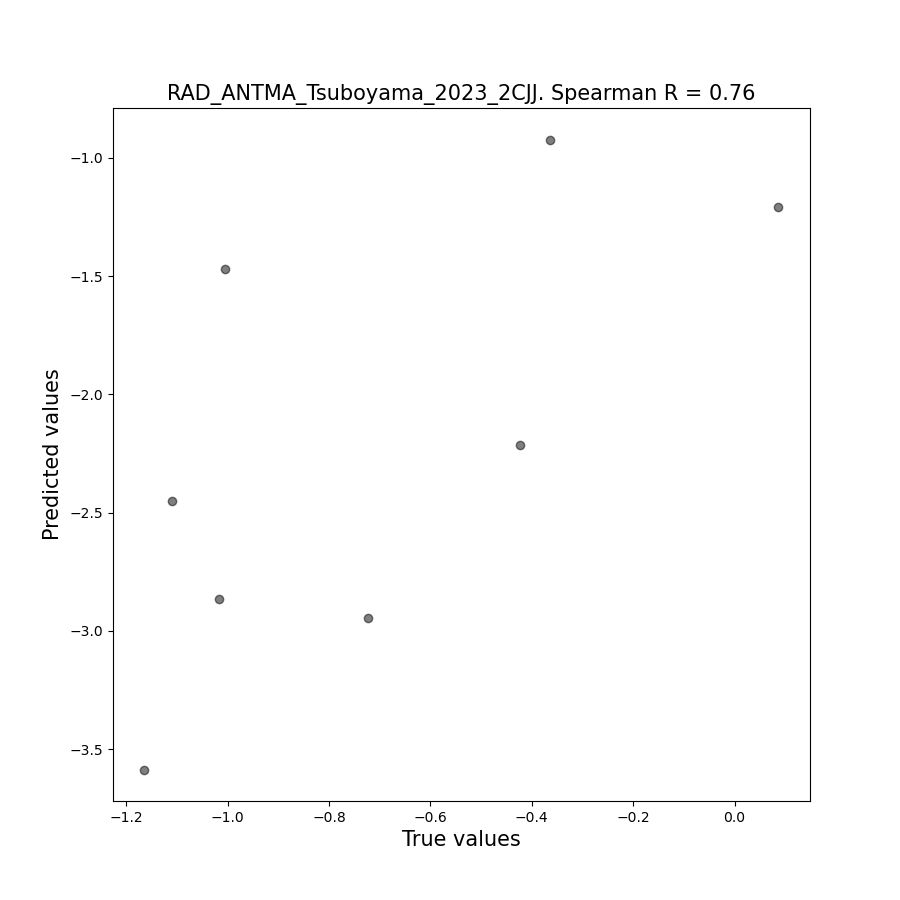 RAD_ANTMA_Tsuboyama_2023_2CJJ. Spearman R = 0.76
−1.0
−1.5
−2.0
−2.5
−3.0
−3.5
Predicted values
−1.2 −1.0 −0.8 −0.6 −0.4 −0.2 0.0
True values